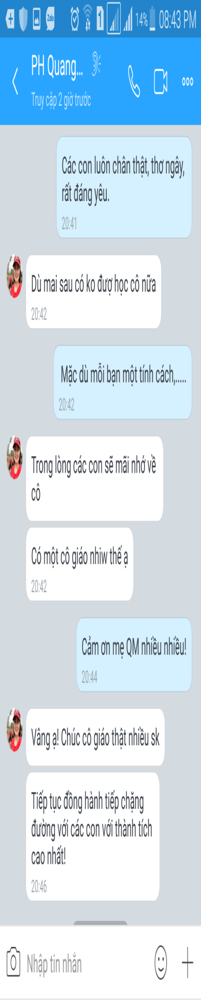 Zalo 1 14% 08:43 PM
PH Quang...
Truy cập 2 giờ trước
Các con luôn chân thật, thơ ngây,
rất đáng yêu.
20:41
Dù mai sau có ko đượ học cô nữa
20:42
Mặc dù mỗi bạn một tính cách,.....
20:42
Trong lòng các con sẽ mãi nhớ về
cô
Có một cô giáo nhiw thế ạ
20:42
Cảm ơn mẹ QM nhiều nhiều!
20:44
Vâng ạ! Chúc cô giáo thật nhiều sk
Tiếp tục đồng hành tiếp chặng
đường với các con với thành tích
cao nhất!
20:46
Nhập tin nhắn